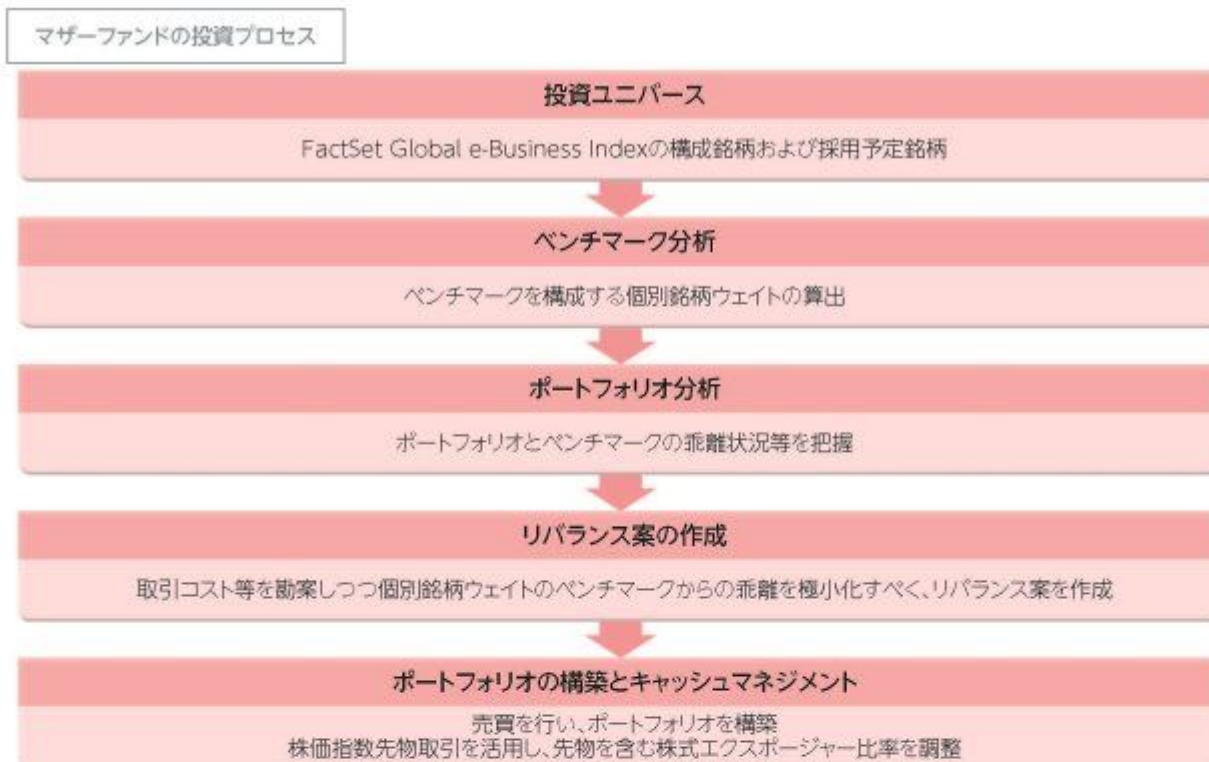 マザーファンドの投資プロセス
投資ユニバース
FactSet Global e-Business Indexの構成銘柄および採用予定銘柄
ベンチマーク分析
ベンチマークを構成する個別銘柄ウェイトの算出
ポートフォリオ分析
ポートフォリオとベンチマークの乖離状況等を把握
リバランス案の作成
取引コスト等を勘案しつつ個別銘柄ウェイトのベンチマークからの乖離を極小化すべく、リバランス案を作成
ポートフォリオの構築とキャッシュマネジメント
売買を行い、ポートフォリオを構築
株価指数先物取引を活用し、先物を含む株式エクスポージャー比率を調整